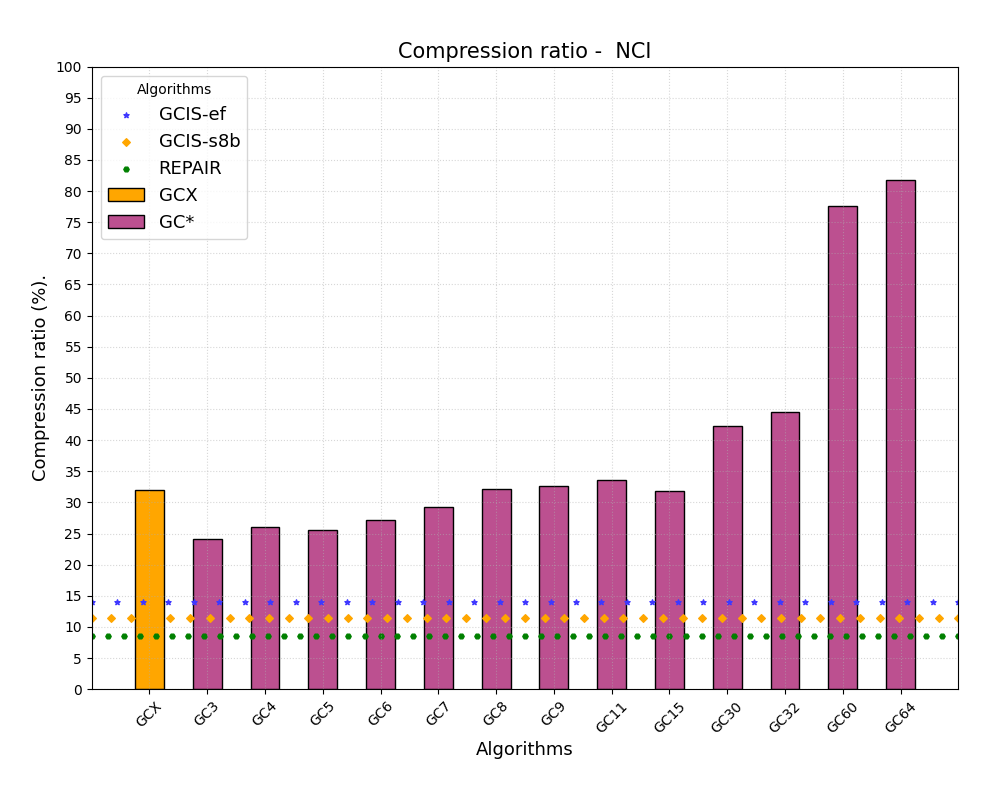 Compression ratio -  NCI
Compression ratio (%).
100
95
90
85
80
75
70
65
60
55
50
45
40
35
30
25
20
15
10
5
0
Algorithms
GCIS-ef
GCIS-s8b
REPAIR
GCX
GC*
GCX GC3 GC4 GC5 GC6 GC7 GC8 GC9 GC11 GC15 GC30 GC32 GC60 GC64
Algorithms